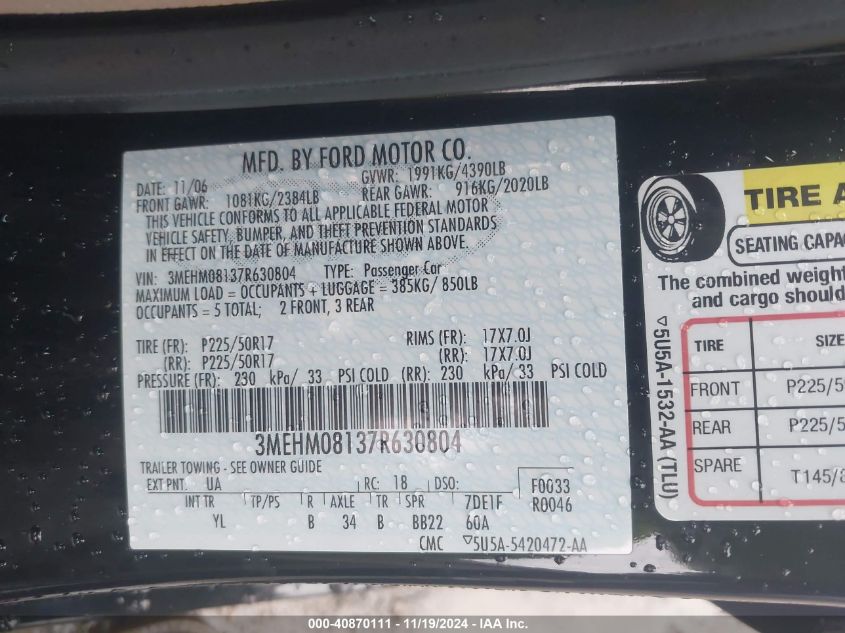 MFD. BY FORD MOTOR CO.
DATE: 11/06 GVWR: 1991KG/4390LB
FRONT GAWR: 1081KG/2384LB REAR GAWR: 916KG/2020LB
THIS VEHICLE CONFORMS TO ALL APPLICABLE FEDERAL MOTOR
VEHICLE SAFETY, BUMPER, AND THEFT PREVENTION STANDARDS
IN EFFECT ON THE DATE OF MANUFACTURE SHOWN ABOVE.
VIN: 3MEHM08137R630804 TYPE: Passenger Car
MAXIMUM LOAD = OCCUPANTS + LUGGAGE = 385KG/ 850LB
OCCUPANTS = 5 TOTAL; 2 FRONT, 3 REAR
TIRE (FR): P225/50R17 RIMS (FR): 17X7.0J
(RR): P225/50R17 (RR): 17X7.0J
PRESSURE (FR): 230 kPa/ 33 PSI COLD (RR): 230 kPa/ 33 PSI COLD
3MEHM08137R630804
TRAILER TOWING - SEE OWNER GUIDE
EXT PNT: UA RC: 18 DSO: F0033
INT TR TP/PS R AXLE TR SPR 7DE1F R0046
YL B 34 B BB22 60A
CMC ▽5U5A-5420472-AA
TIRE A
SEATING CAPAC
The combined weight
and cargo should
TIRE SIZE
FRONT P225/5
REAR P225/5
SPARE T145/8
▽5U5A-1532-AA (TLU)
000-40870111 - 11/19/2024 - IAA Inc.